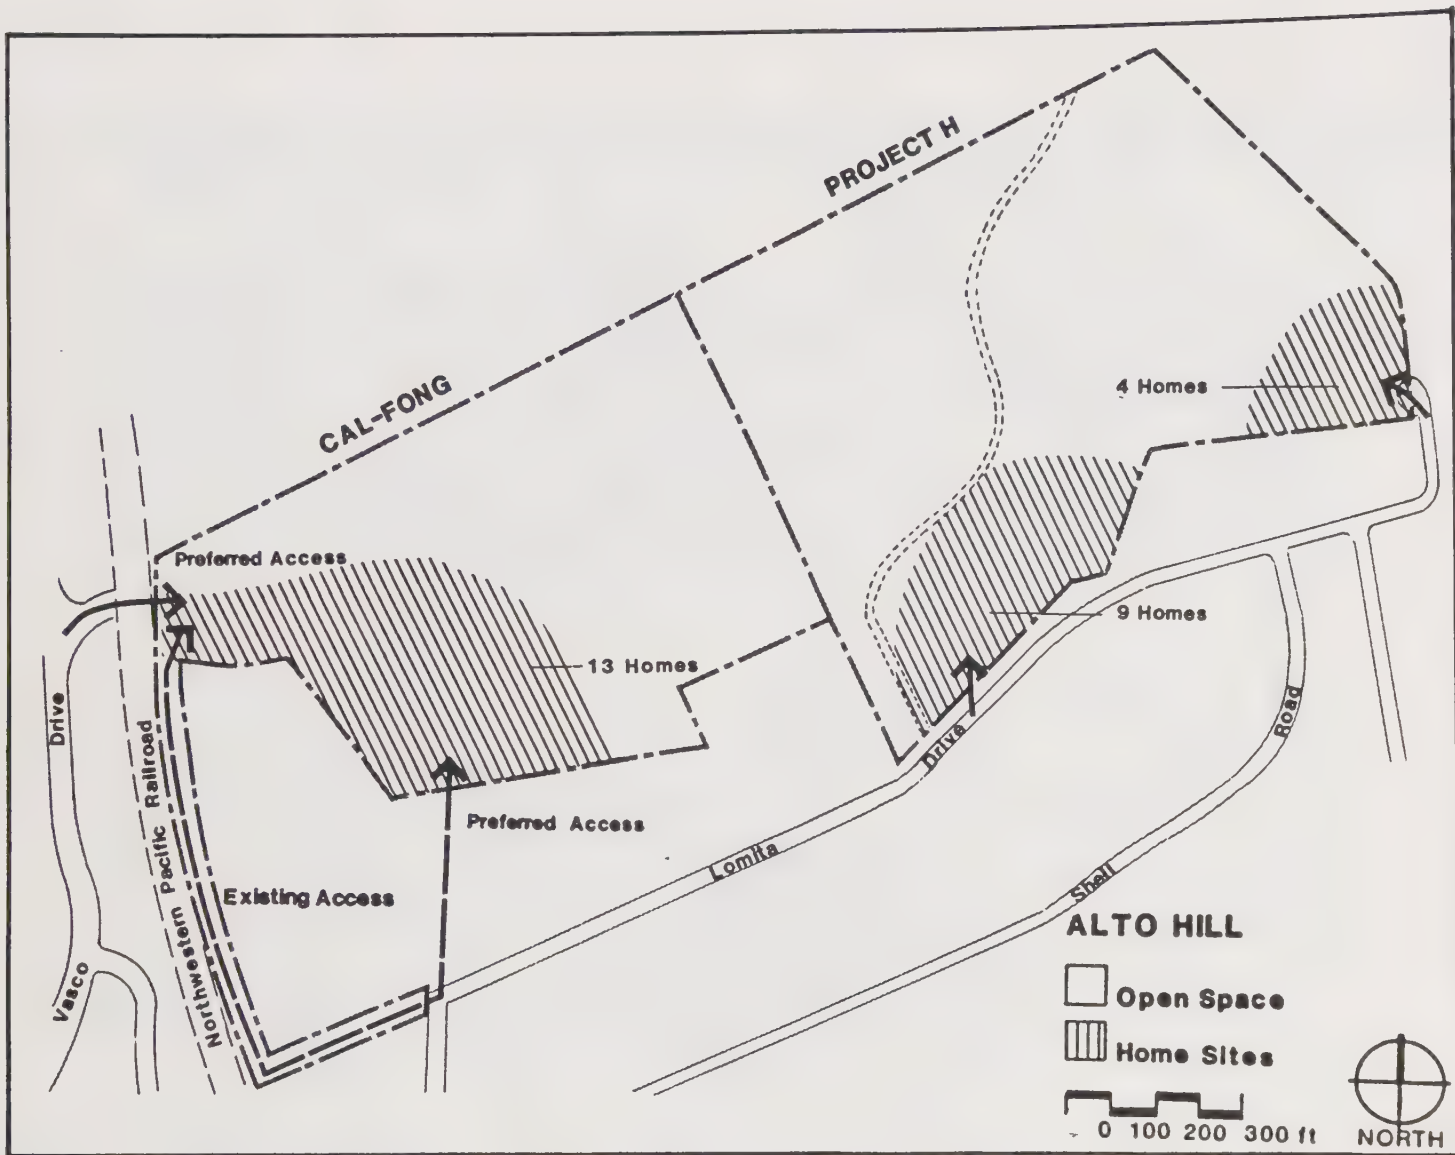 PROJECT H
CAL-FONG
4 Homes
Preferred Access
9 Homes
13 Homes
Drive
Northwestern Pacific Railroad
Drive
Road
Preferred Access
Lomita
Existing Access
Shell
Vasco
ALTO HILL
Open Space
Home Sites
0 100 200 300 ft
NORTH